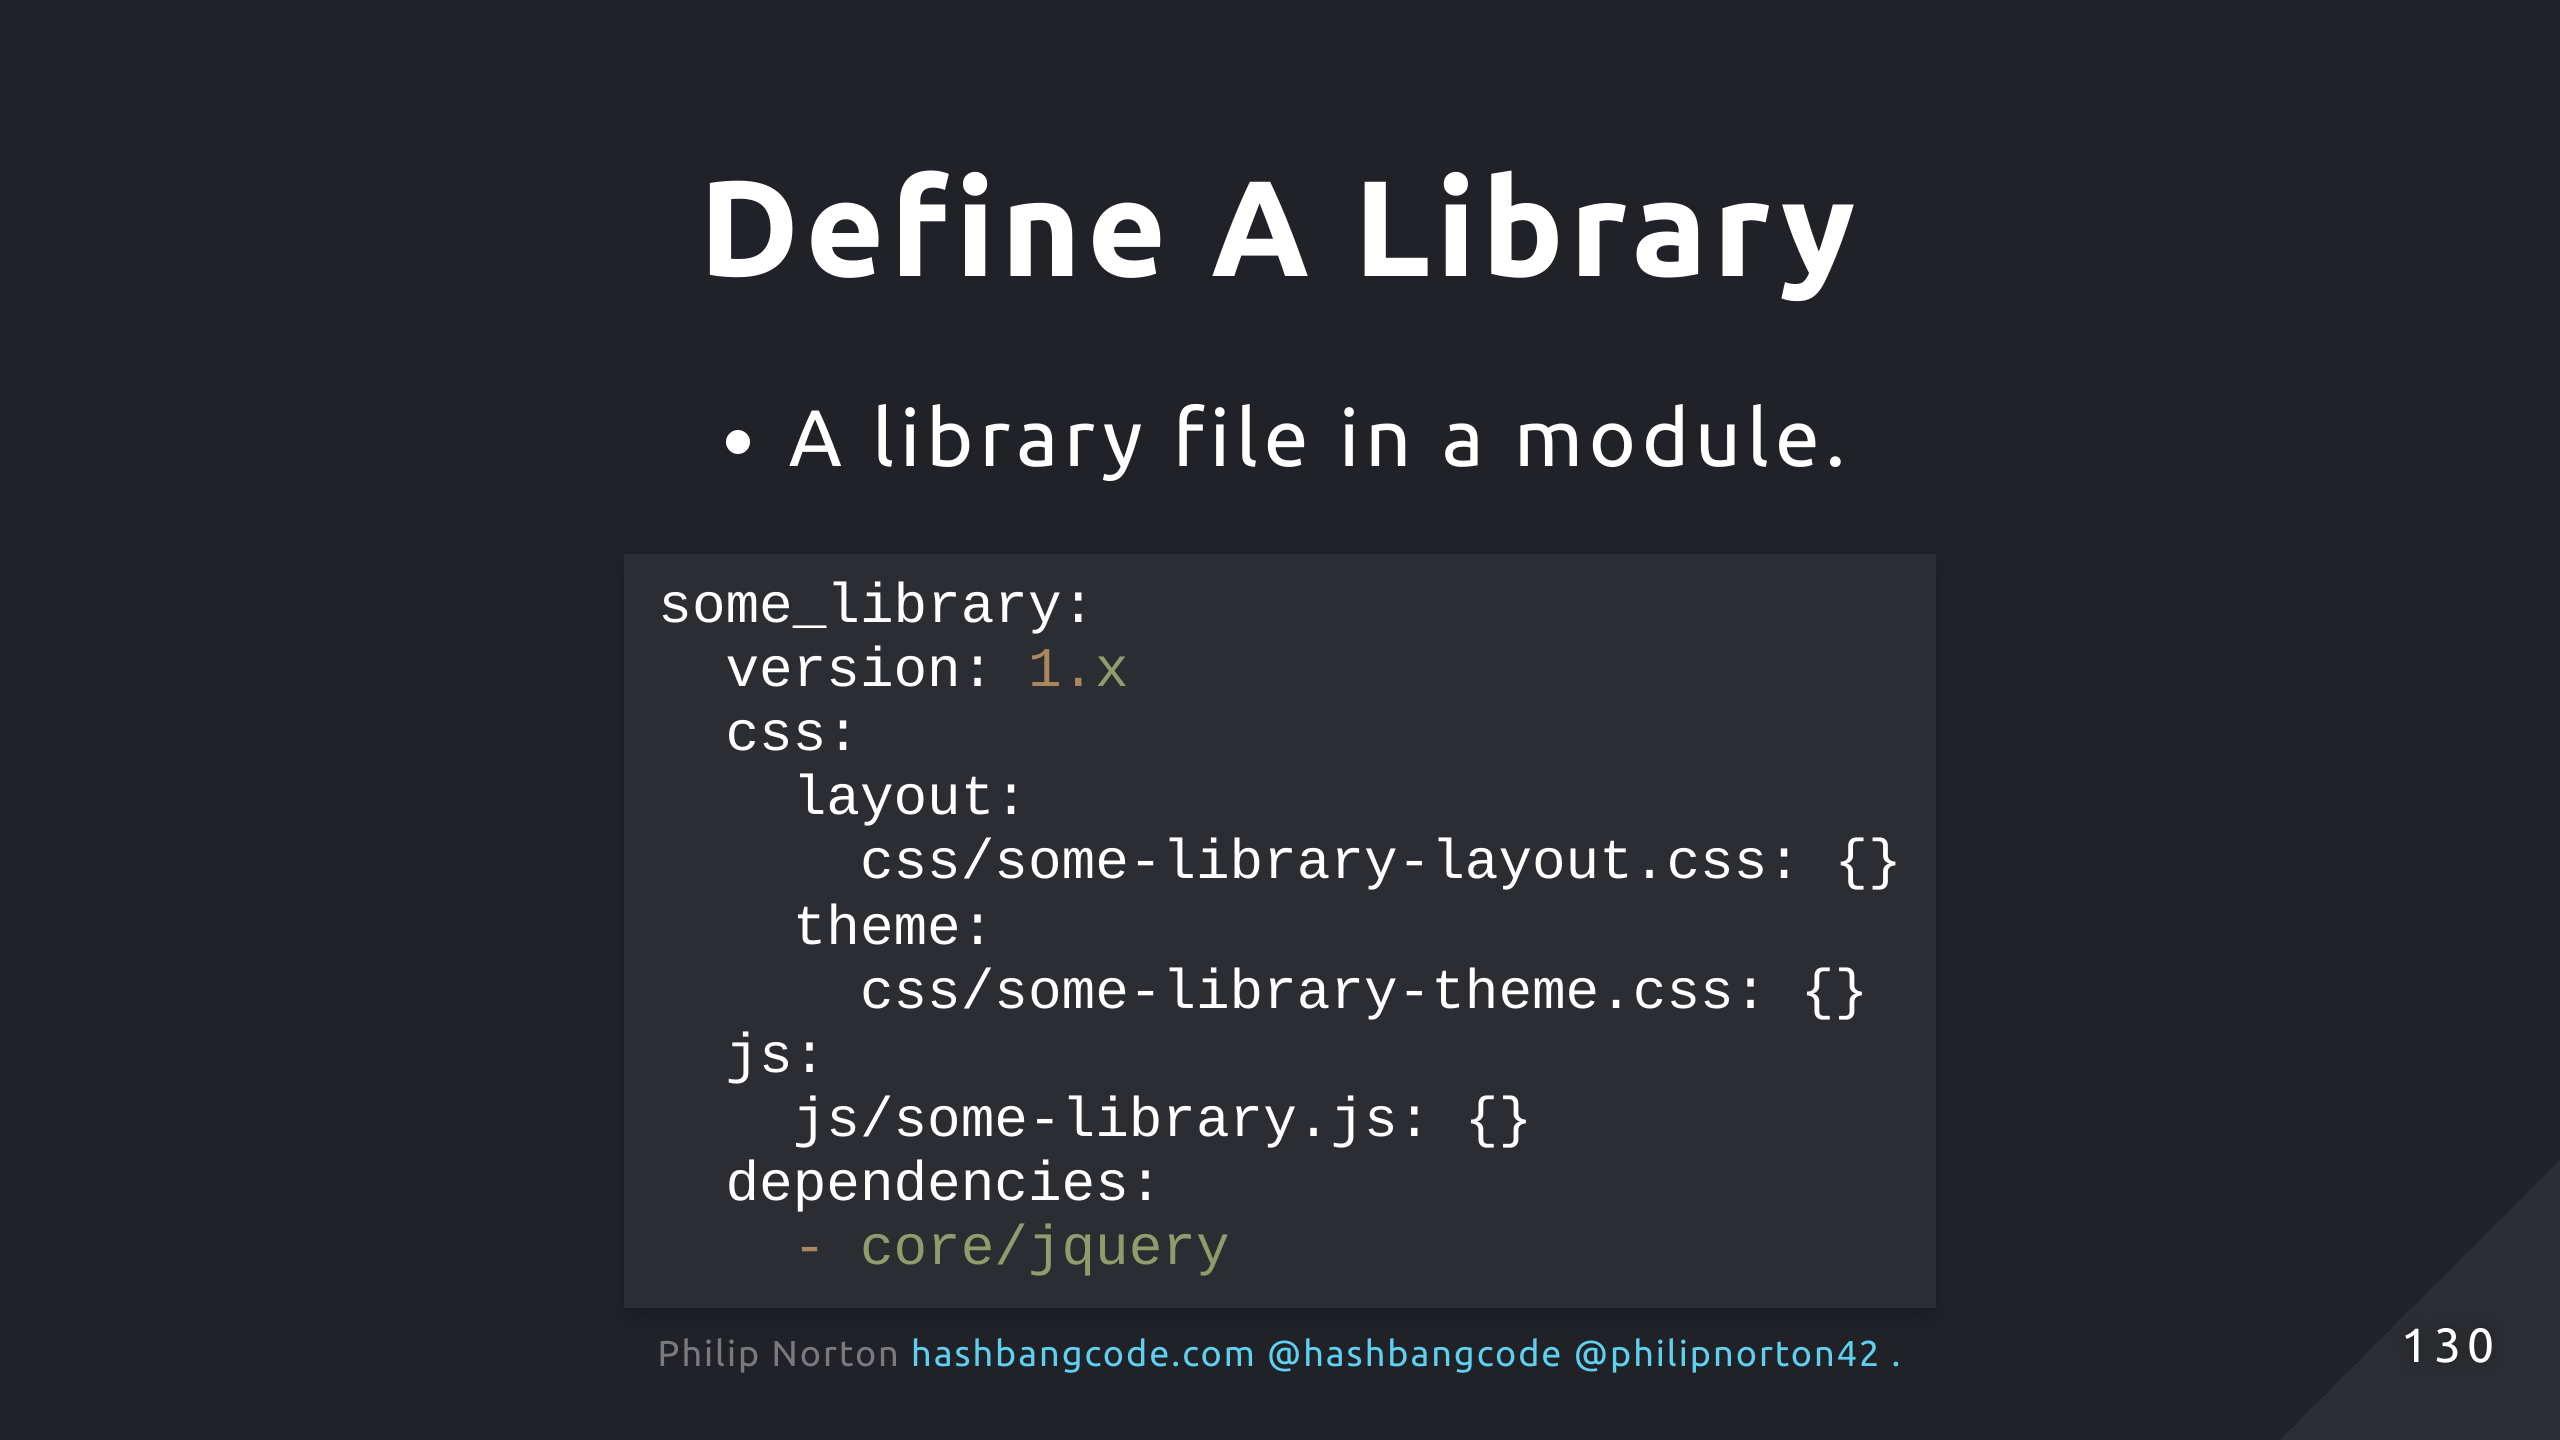 Define A Library
• A library file in a module.
some_library:
  version: 1.x
  css:
    layout:
      css/some-library-layout.css: {}
    theme:
      css/some-library-theme.css: {}
  js:
    js/some-library.js: {}
  dependencies:
    - core/jquery
Philip Norton hashbangcode.com @hashbangcode @philipnorton42 .
130